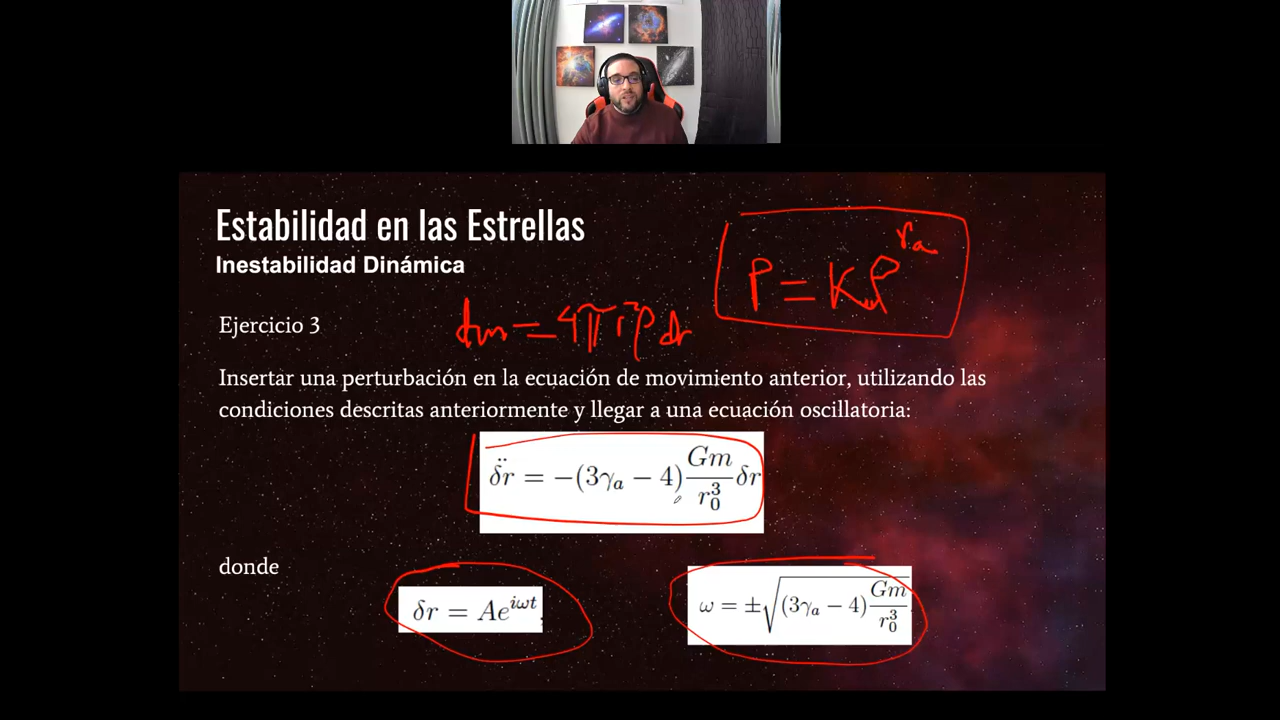 Estabilidad en las Estrellas
Inestabilidad Dinámica
P = Kρ^γa
Ejercicio 3
dm = 4πr²ρ dr
Insertar una perturbación en la ecuación de movimiento anterior, utilizando las
condiciones descritas anteriormente y llegar a una ecuación oscillatoria:
δ̈r = −(3γₐ − 4) Gm/r₀³ δr
donde
δr = Ae^{iωt}.
ω = ±√((3γₐ − 4) Gm/r₀³)